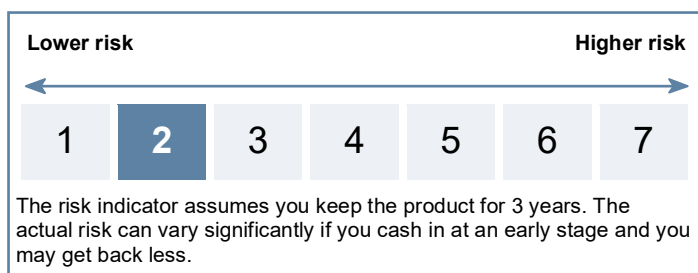 Lower risk Higher risk
1 2 3 4 5 6 7
The risk indicator assumes you keep the product for 3 years. The
actual risk can vary significantly if you cash in at an early stage and you
may get back less.